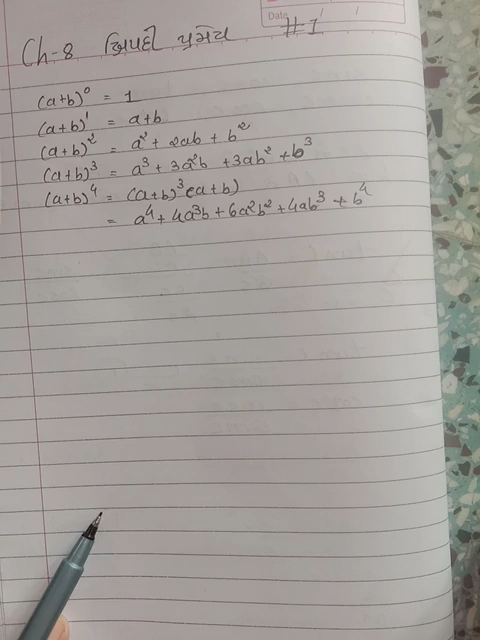 Date / /
Ch-8 દ્વિપદી પ્રમેય #1
(a+b)⁰ = 1
(a+b)¹ = a+b
(a+b)² = a² + 2ab + b²
(a+b)³ = a³ + 3a²b + 3ab² + b³
(a+b)⁴ = (a+b)³(a+b)
= a⁴ + 4a³b + 6a²b² + 4ab³ + b⁴